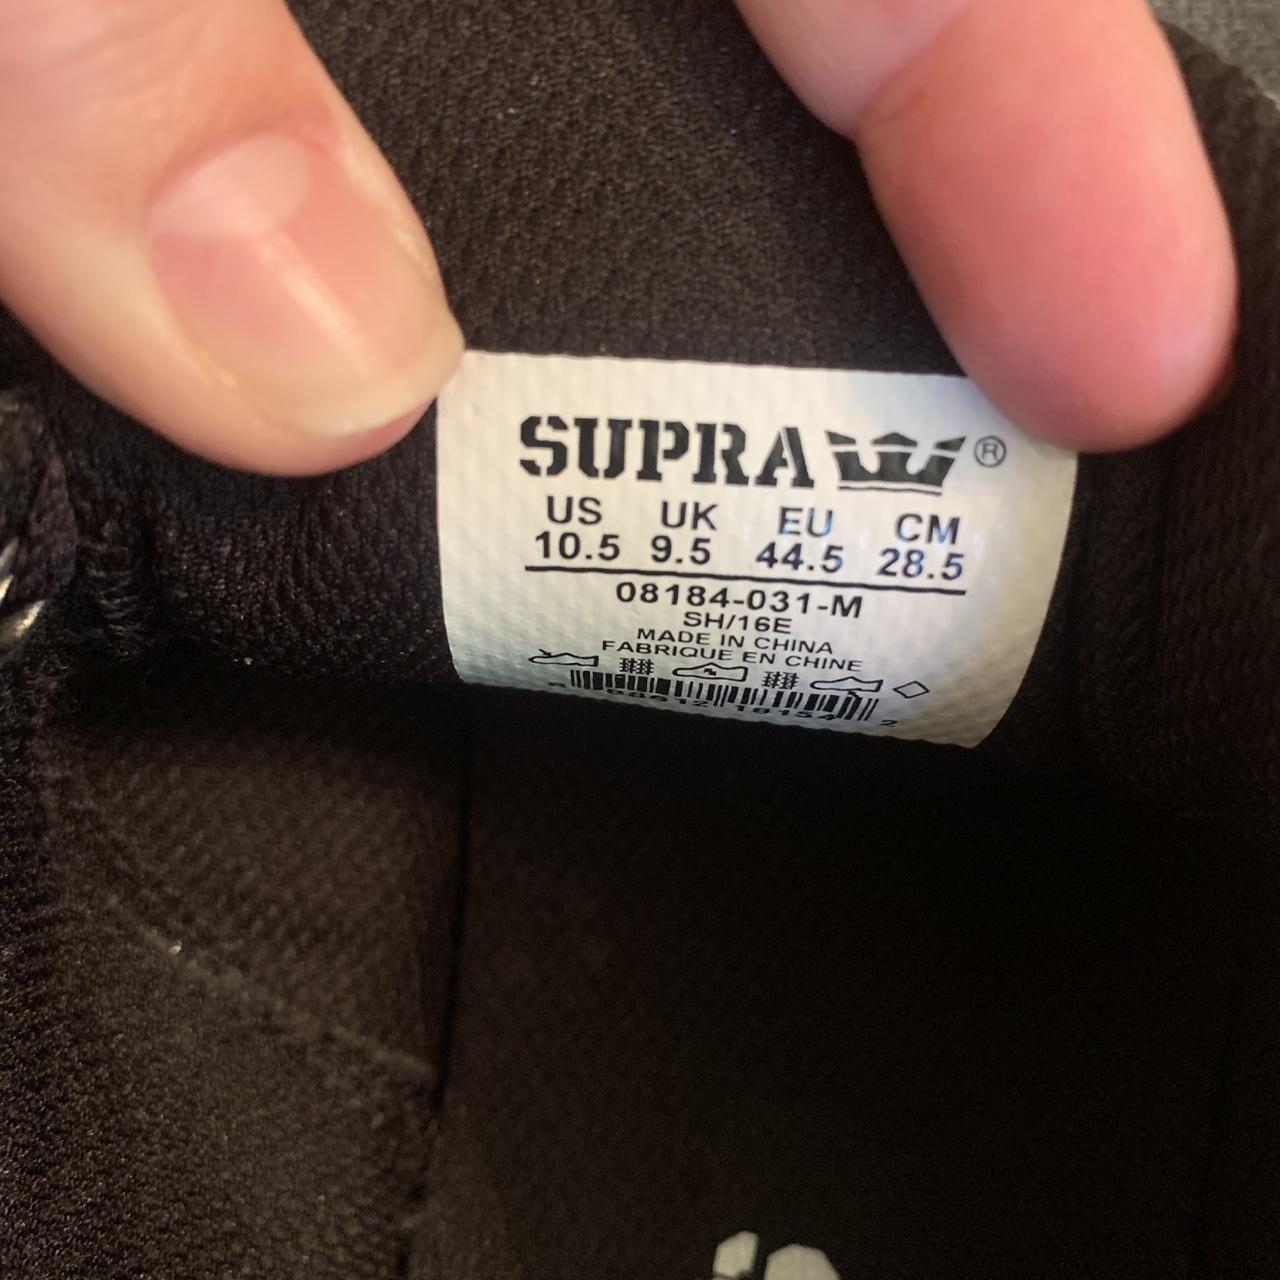 SUPRA ®
US UK EU CM
10.5 9.5 44.5 28.5
08184-031-M
SH/16E
MADE IN CHINA
FABRIQUE EN CHINE